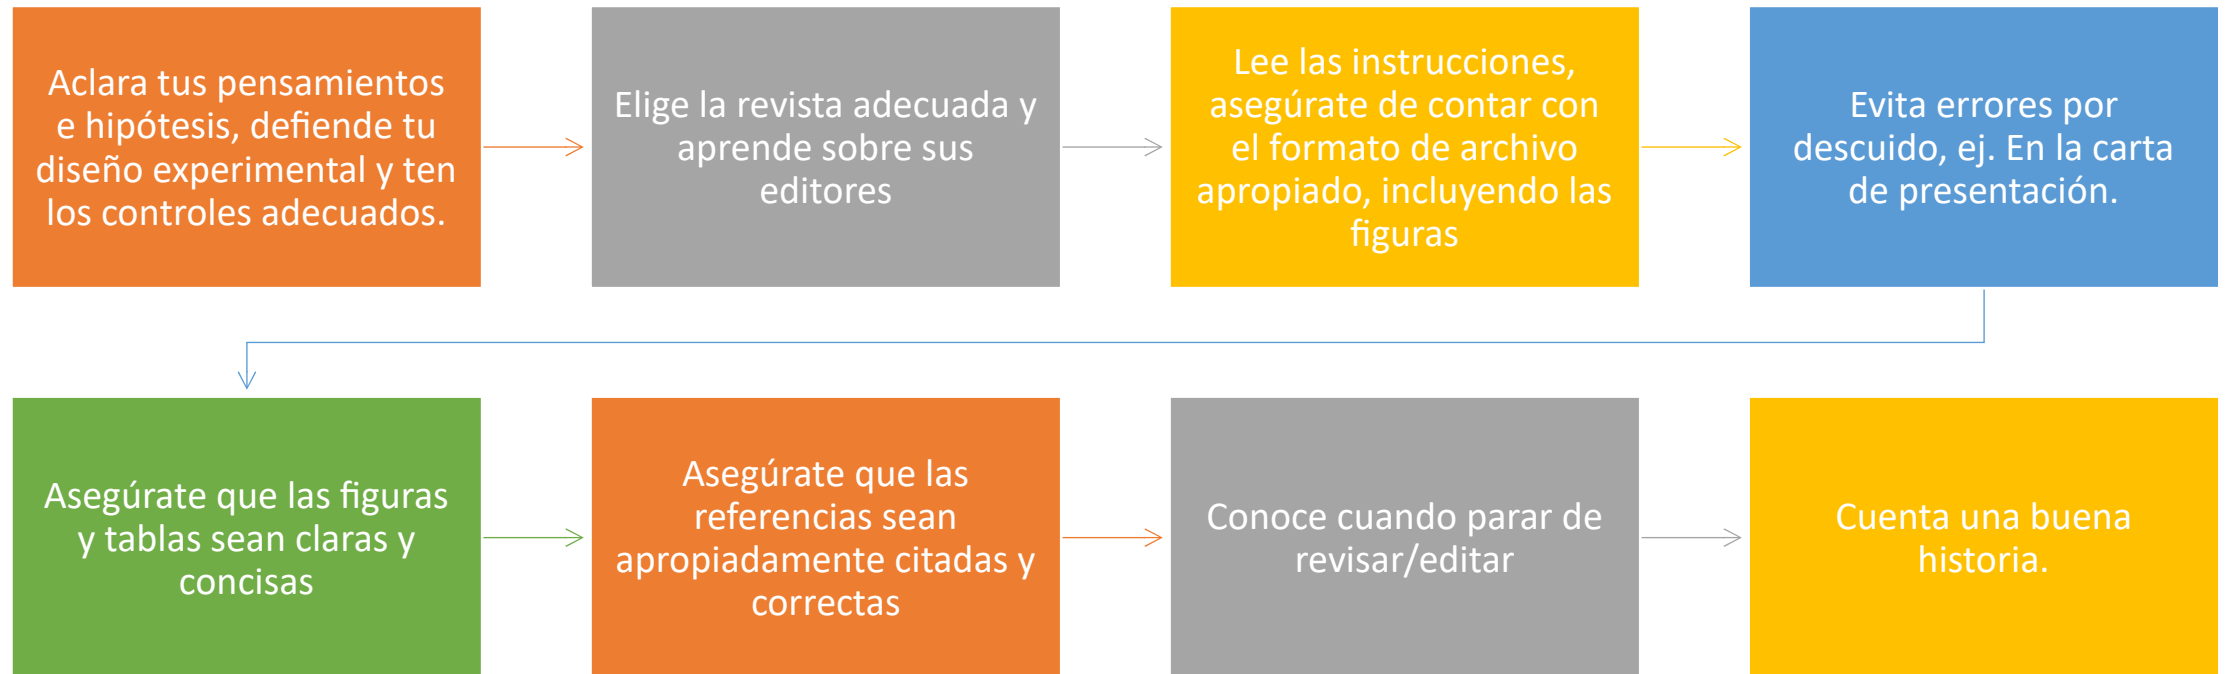 Aclara tus pensamientos
e hipótesis, defiende tu
diseño experimental y ten
los controles adecuados.
Elige la revista adecuada y
aprende sobre sus
editores
Lee las instrucciones,
asegúrate de contar con
el formato de archivo
apropiado, incluyendo las
figuras
Evita errores por
descuido, ej. En la carta
de presentación.
Asegúrate que las figuras
y tablas sean claras y
concisas
Asegúrate que las
referencias sean
apropiadamente citadas y
correctas
Conoce cuando parar de
revisar/editar
Cuenta una buena
historia.